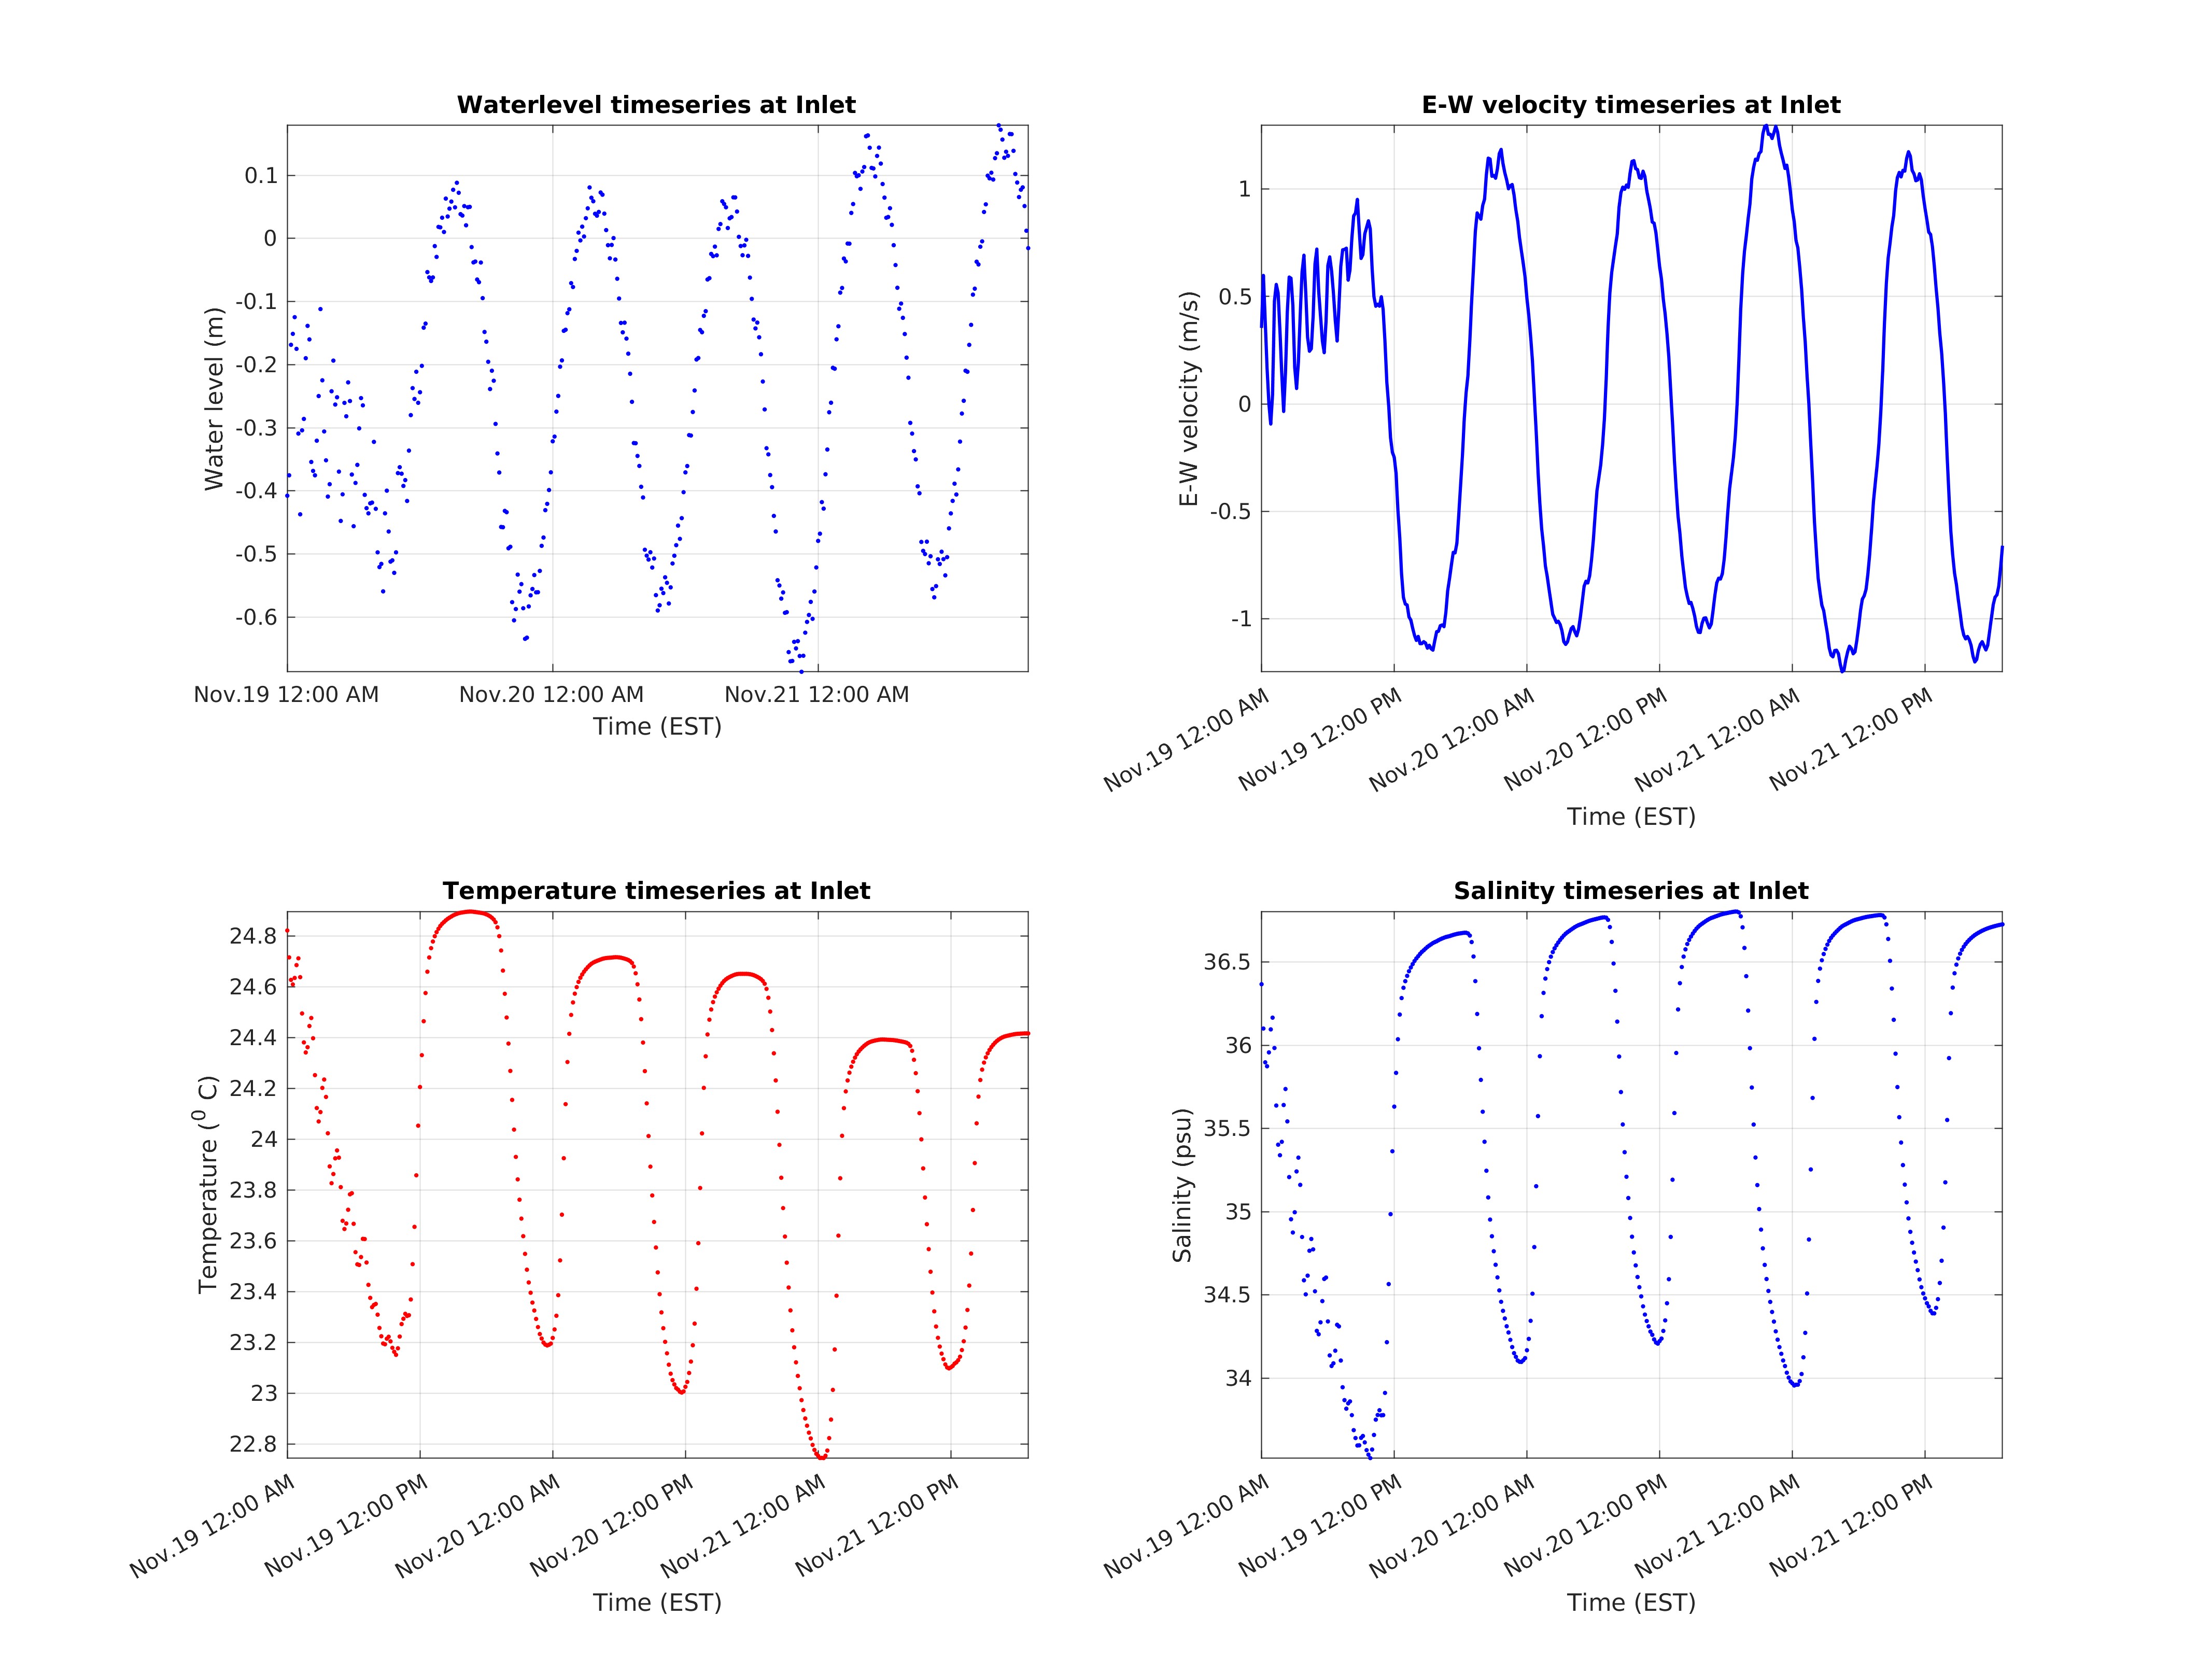 Waterlevel timeseries at Inlet
0.1
0
-0.1
-0.2
-0.3
-0.4
-0.5
-0.6
Water level (m)
Nov.19 12:00 AM
Nov.20 12:00 AM
Nov.21 12:00 AM
Time (EST)
E-W velocity timeseries at Inlet
1
0.5
0
-0.5
-1
E-W velocity (m/s)
Nov.19 12:00 AM
Nov.19 12:00 PM
Nov.20 12:00 AM
Nov.20 12:00 PM
Nov.21 12:00 AM
Nov.21 12:00 PM
Time (EST)
Temperature timeseries at Inlet
24.8
24.6
24.4
24.2
24
23.8
23.6
23.4
23.2
23
22.8
Temperature (⁰ C)
Nov.19 12:00 AM
Nov.19 12:00 PM
Nov.20 12:00 AM
Nov.20 12:00 PM
Nov.21 12:00 AM
Nov.21 12:00 PM
Time (EST)
Salinity timeseries at Inlet
36.5
36
35.5
35
34.5
34
Salinity (psu)
Nov.19 12:00 AM
Nov.19 12:00 PM
Nov.20 12:00 AM
Nov.20 12:00 PM
Nov.21 12:00 AM
Nov.21 12:00 PM
Time (EST)